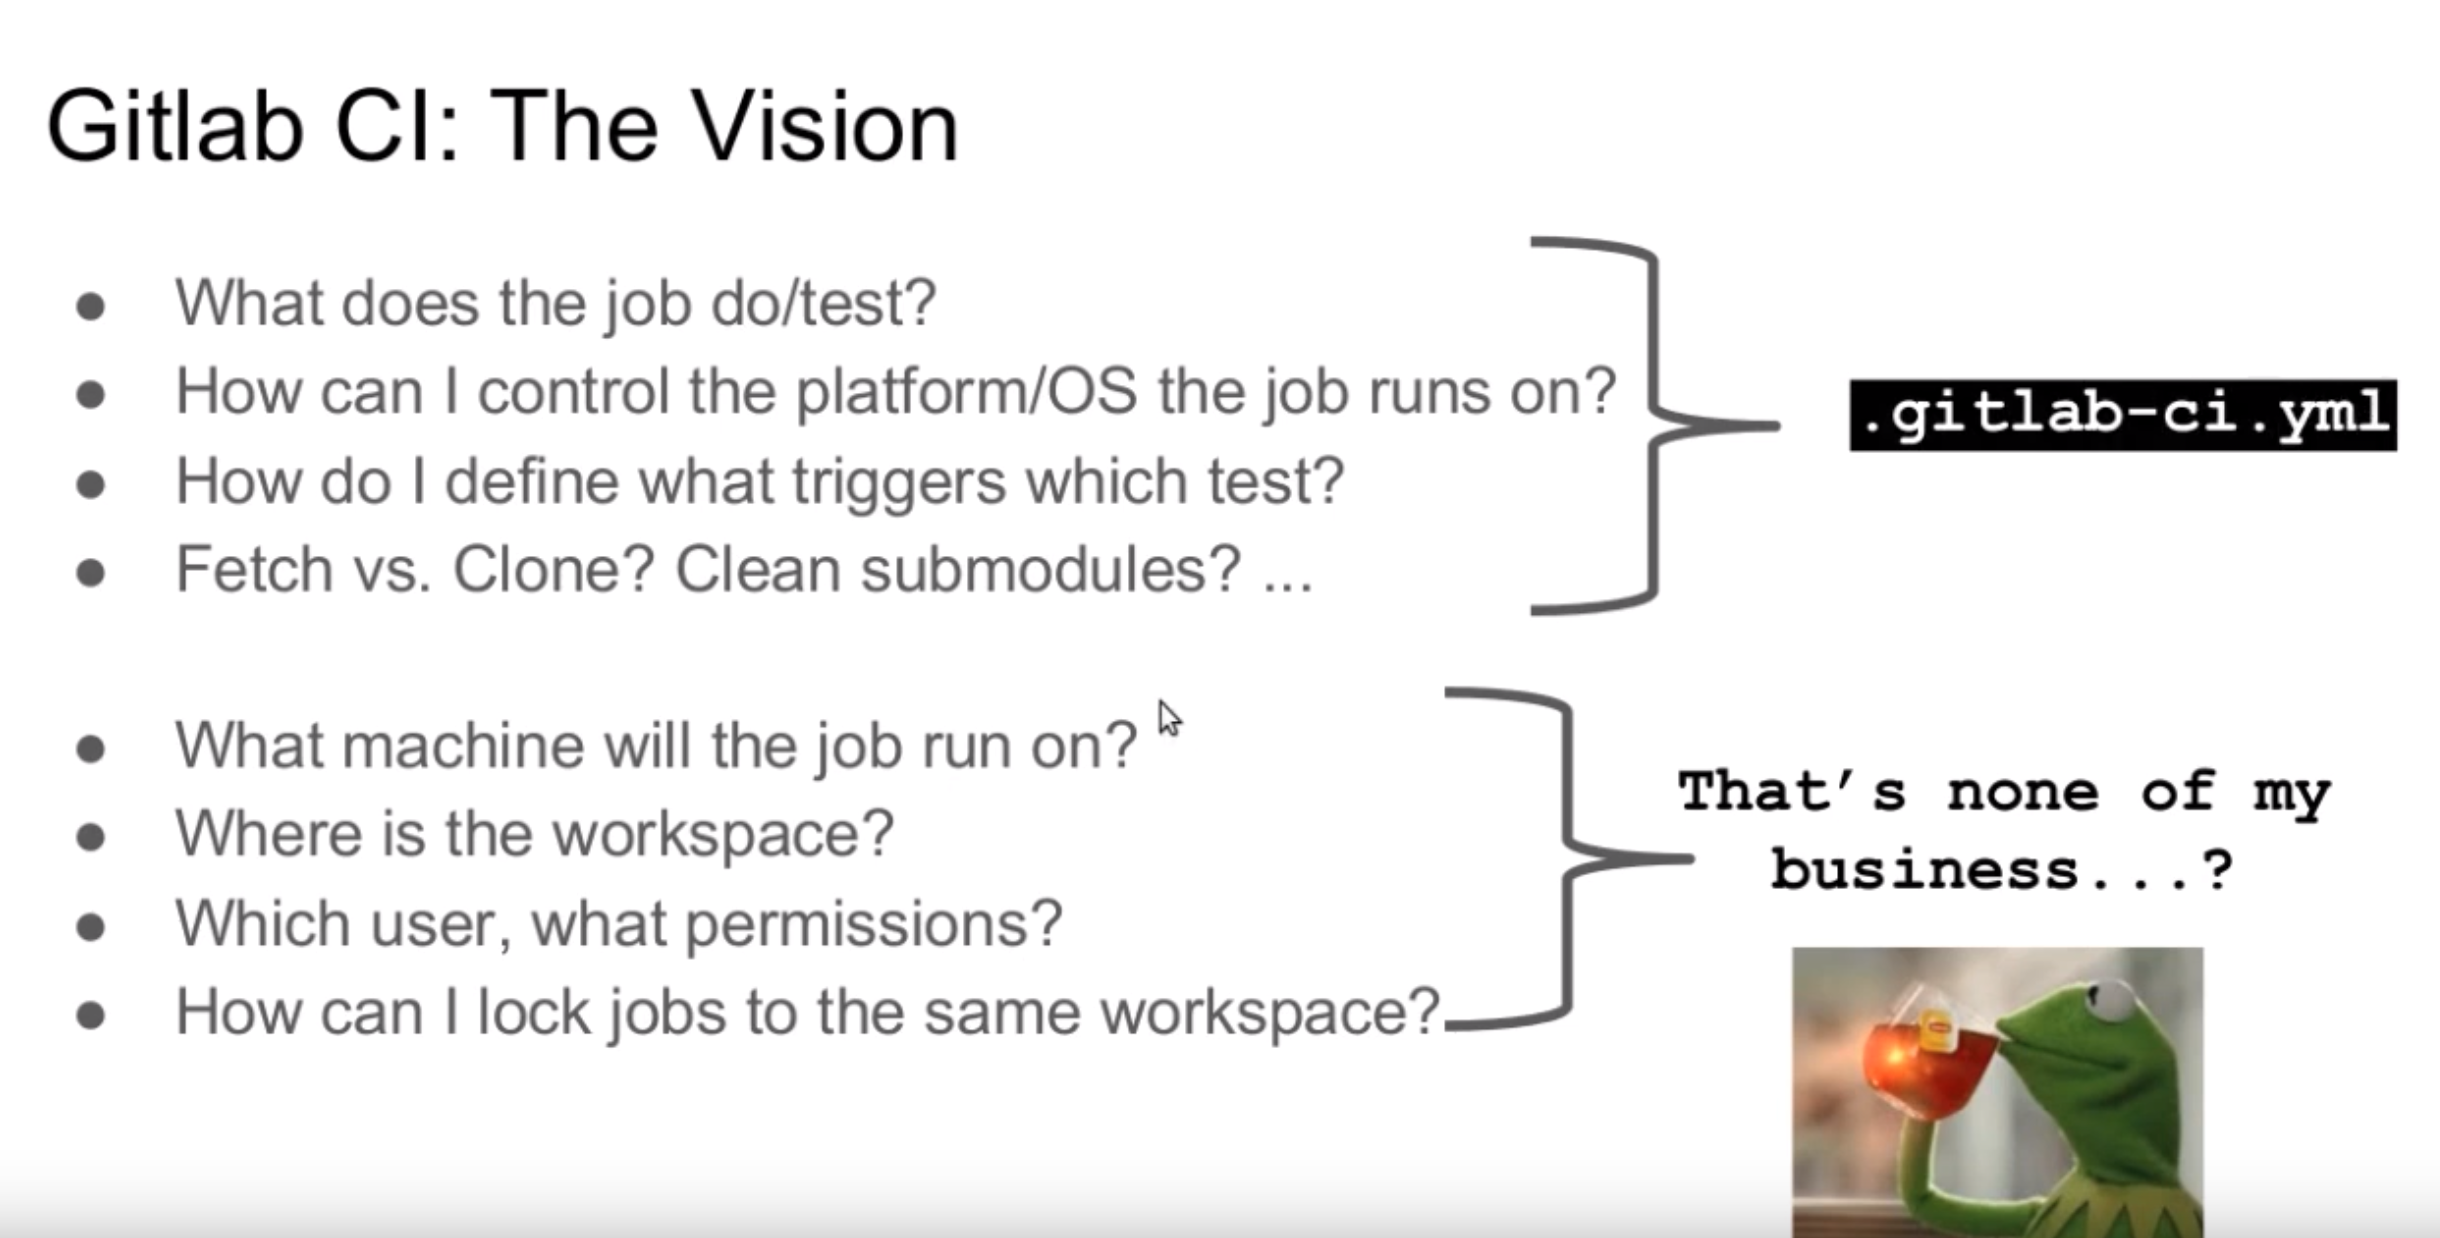 Gitlab CI: The Vision
What does the job do/test?
How can I control the platform/OS the job runs on?
How do I define what triggers which test?
Fetch vs. Clone? Clean submodules? ...
.gitlab-ci.yml
What machine will the job run on?
Where is the workspace?
Which user, what permissions?
How can I lock jobs to the same workspace?
That's none of my
business...?